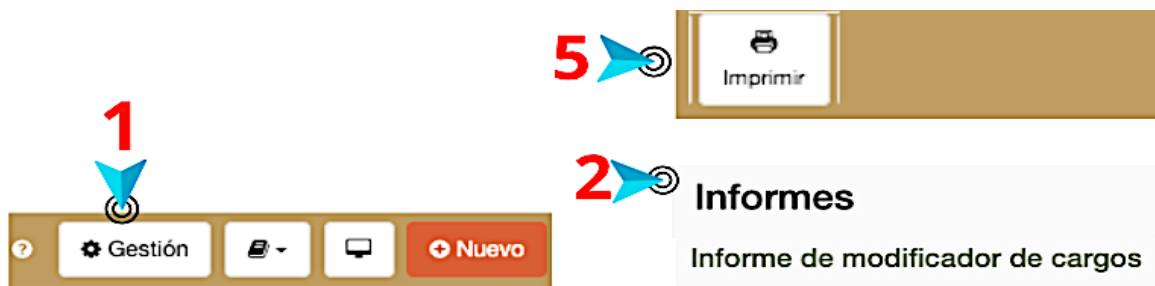 1
? Gestión Nuevo
5
Imprimir
2
Informes
Informe de modificador de cargos